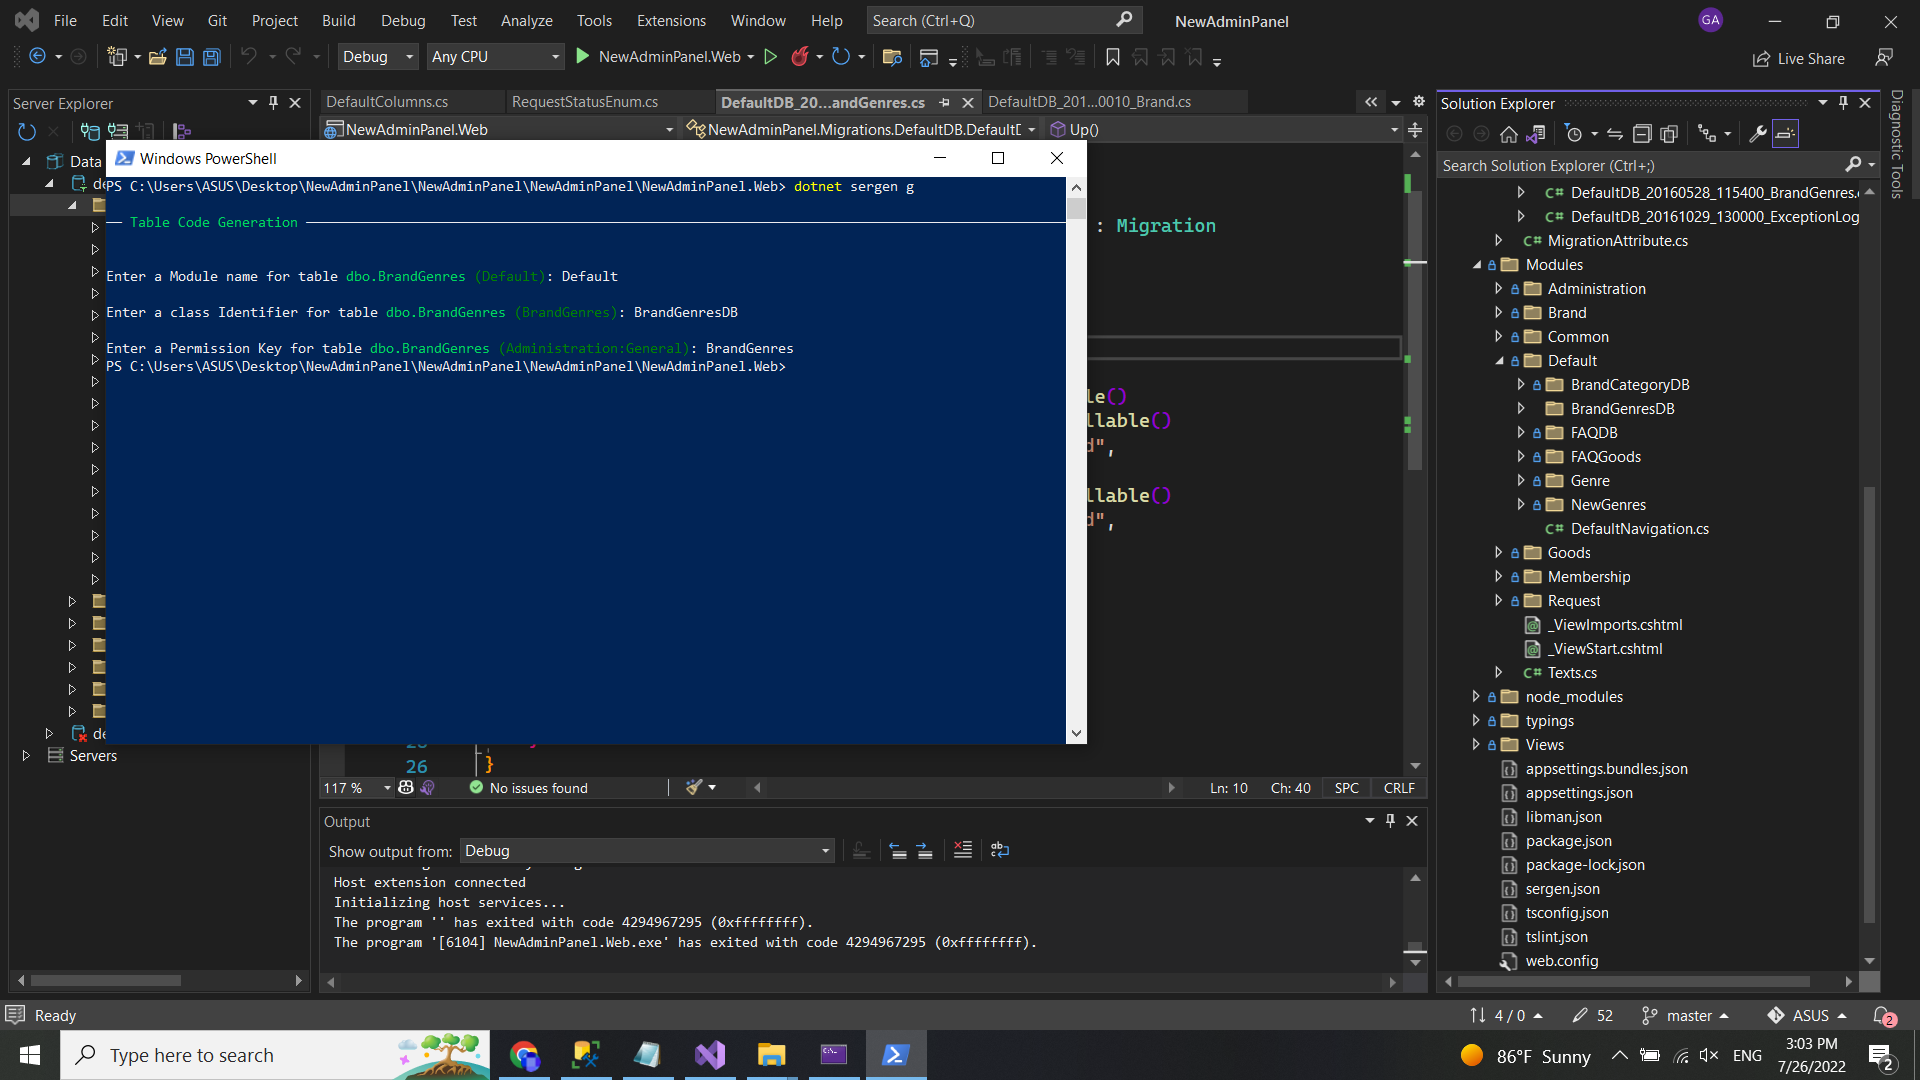 File Edit View Git Project Build Debug Test Analyze Tools Extensions Window Help Search (Ctrl+Q) NewAdminPanel GA
Debug Any CPU NewAdminPanel.Web Live Share
Server Explorer
Data
Servers
DefaultColumns.cs RequestStatusEnum.cs DefaultDB_20...andGenres.cs DefaultDB_201...0010_Brand.cs
NewAdminPanel.Web NewAdminPanel.Migrations.DefaultDB.Default Up()
Windows PowerShell
PS C:\Users\ASUS\Desktop\NewAdminPanel\NewAdminPanel\NewAdminPanel\NewAdminPanel.Web> dotnet sergen g
Table Code Generation
Enter a Module name for table dbo.BrandGenres (Default): Default
Enter a class Identifier for table dbo.BrandGenres (BrandGenres): BrandGenresDB
Enter a Permission Key for table dbo.BrandGenres (Administration:General): BrandGenres
PS C:\Users\ASUS\Desktop\NewAdminPanel\NewAdminPanel\NewAdminPanel\NewAdminPanel.Web>
: Migration
le()
llable()
d",
llable()
d",
26 }
117 % No issues found Ln: 10 Ch: 40 SPC CRLF
Output
Show output from: Debug
Host extension connected
Initializing host services...
The program '' has exited with code 4294967295 (0xffffffff).
The program '[6104] NewAdminPanel.Web.exe' has exited with code 4294967295 (0xffffffff).
Solution Explorer
Search Solution Explorer (Ctrl+;)
C# DefaultDB_20160528_115400_BrandGenres.
C# DefaultDB_20161029_130000_ExceptionLog
C# MigrationAttribute.cs
Modules
Administration
Brand
Common
Default
BrandCategoryDB
BrandGenresDB
FAQDB
FAQGoods
Genre
NewGenres
C# DefaultNavigation.cs
Goods
Membership
Request
_ViewImports.cshtml
_ViewStart.cshtml
C# Texts.cs
node_modules
typings
Views
appsettings.bundles.json
appsettings.json
libman.json
package.json
package-lock.json
sergen.json
tsconfig.json
tslint.json
web.config
Diagnostic Tools
Ready 4 / 0 52 master ASUS 2
Type here to search 86°F Sunny ENG 3:03 PM
7/26/2022 2